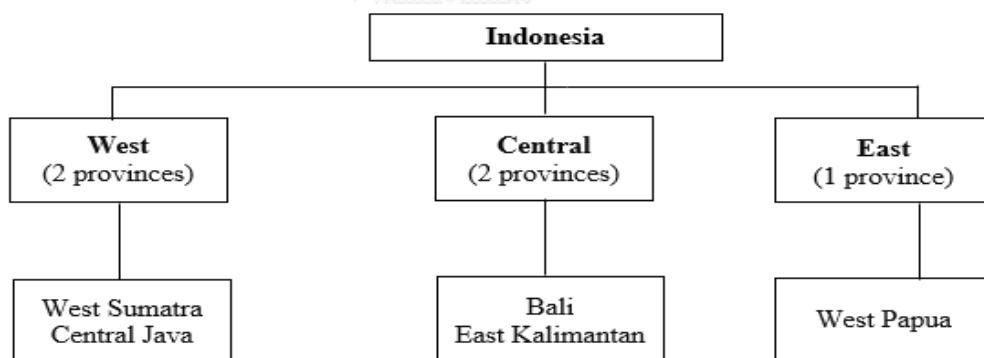 Indonesia
West
(2 provinces)
Central
(2 provinces)
East
(1 province)
West Sumatra
Central Java
Bali
East Kalimantan
West Papua